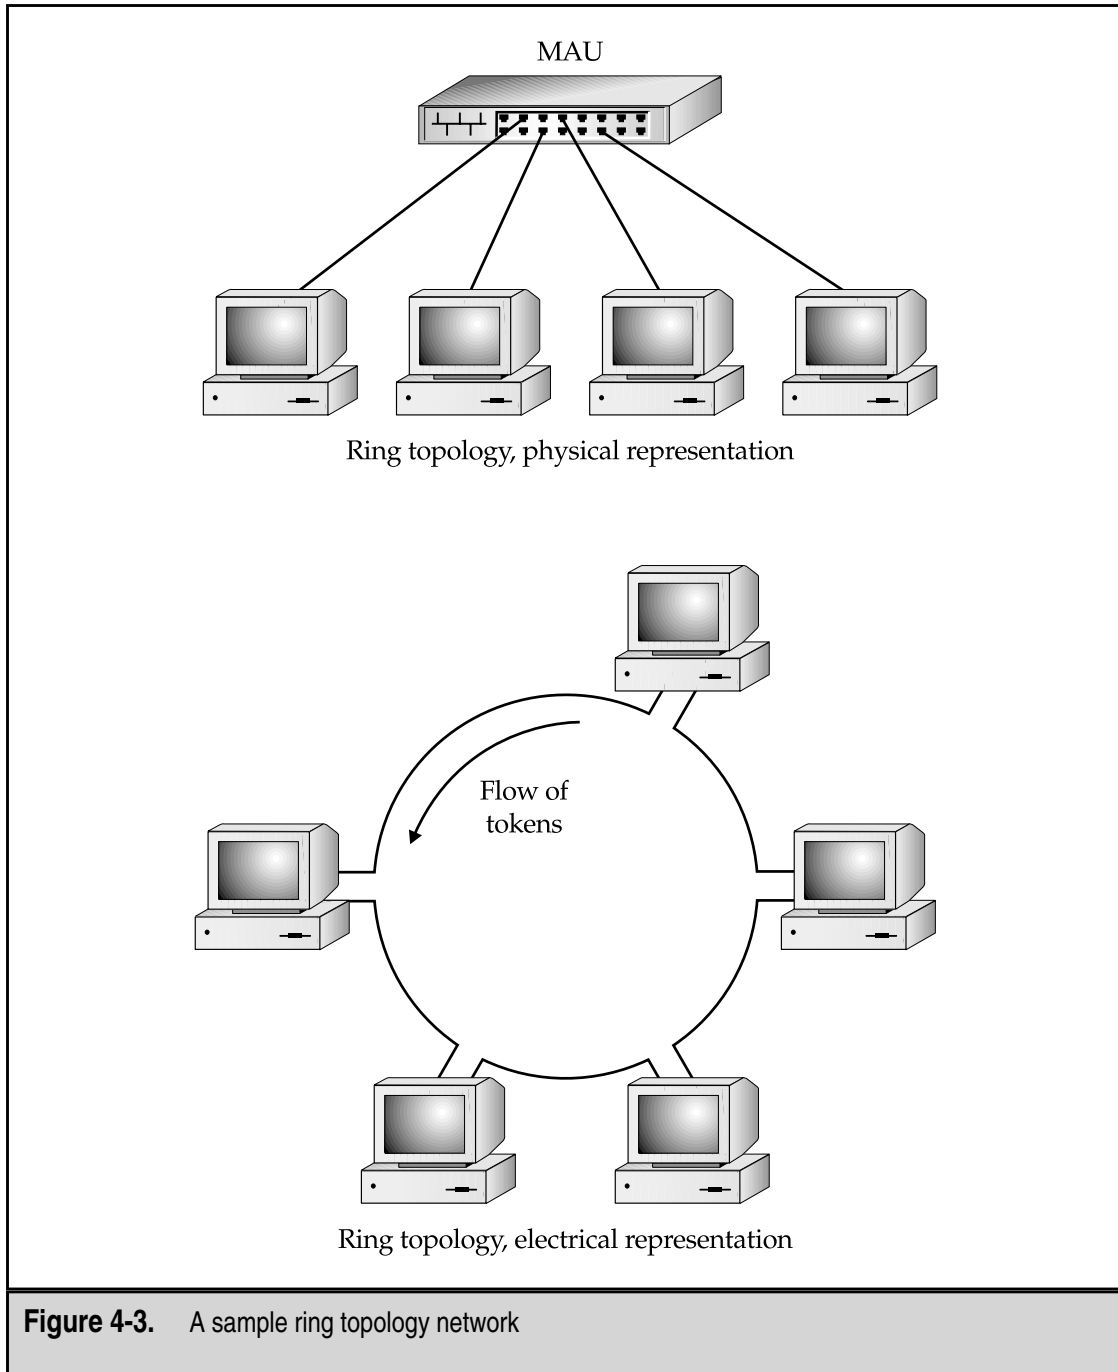 MAU
Ring topology, physical representation
Flow of
tokens
Ring topology, electrical representation
Figure 4-3. A sample ring topology network